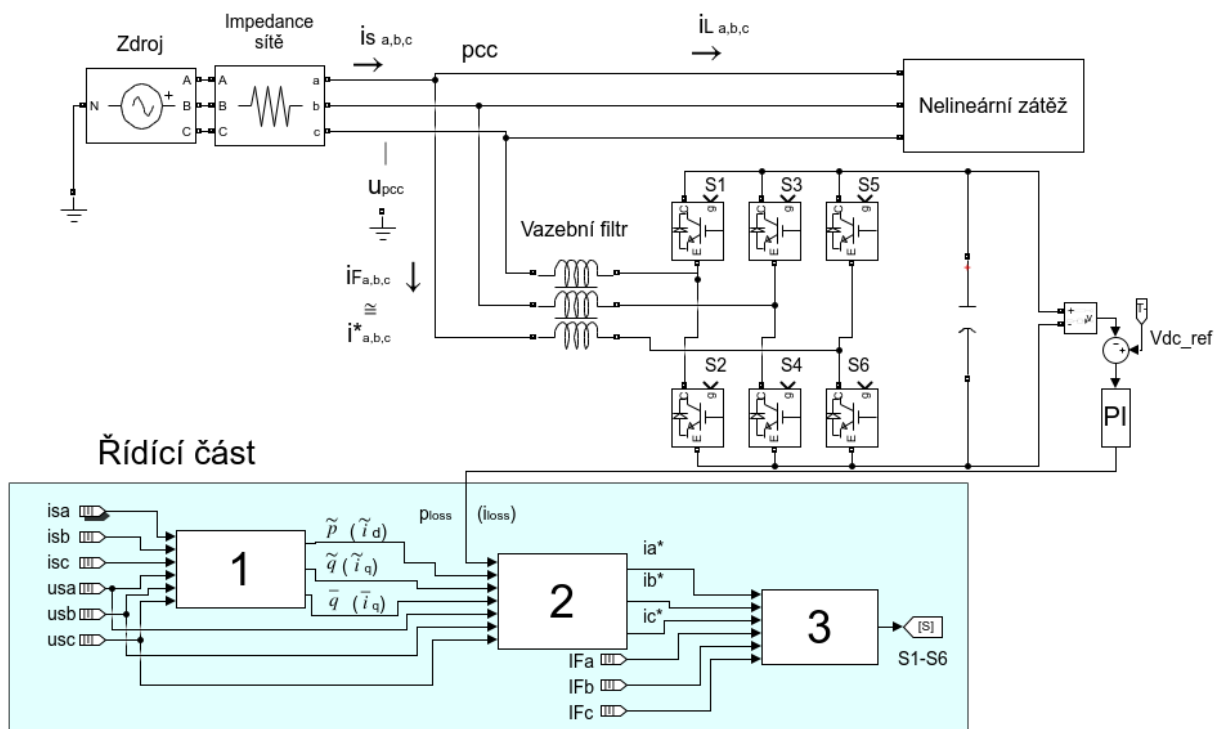 Zdroj
Impedance
sítě
is a,b,c
pcc
iL a,b,c
N
+
A
B
C
A
B
C
a
b
c
Nelineární zátěž
upcc
Vazební filtr
iFa,b,c
≅
i*a,b,c
S1
S3
S5
C g E
C g E
C g E
S2
S4
S6
C g E
C g E
C g E
+
-
v
T-
- +
Vdc_ref
PI
Řídící část
isa
isb
isc
usa
usb
usc
1
p̃ (ĩd)
q̃ (ĩq)
q̄ (īq)
ploss (iloss)
2
ia*
ib*
ic*
IFa
IFb
IFc
3
[S]
S1-S6